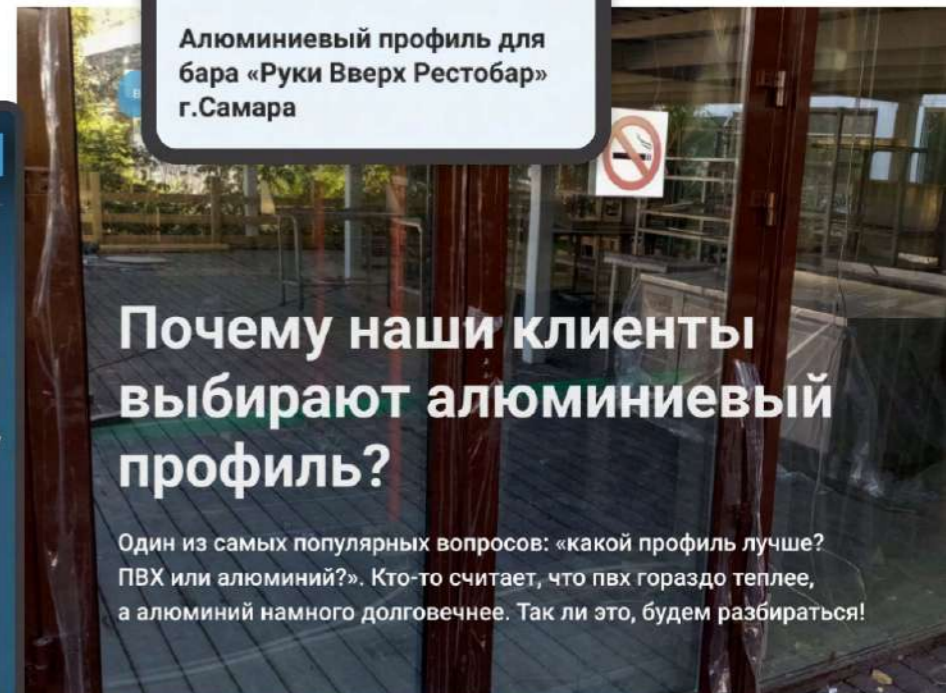 Алюминиевый профиль для
бара «Руки Вверх Рестобар»
г.Самара
Почему наши клиенты
выбирают алюминиевый
профиль?
Один из самых популярных вопросов: «какой профиль лучше?
ПВХ или алюминий?». Кто-то считает, что пвх гораздо теплее,
а алюминий намного долговечнее. Так ли это, будем разбираться!